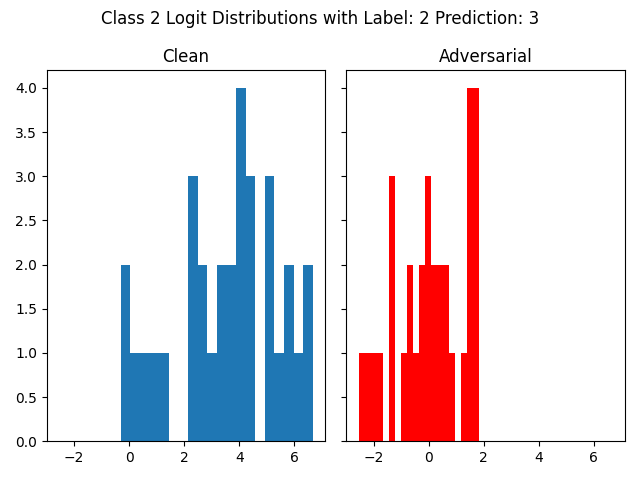 Class 2 Logit Distributions with Label: 2 Prediction: 3
Clean
Adversarial
4.0
3.5
3.0
2.5
2.0
1.5
1.0
0.5
0.0
−2 0 2 4 6
−2 0 2 4 6